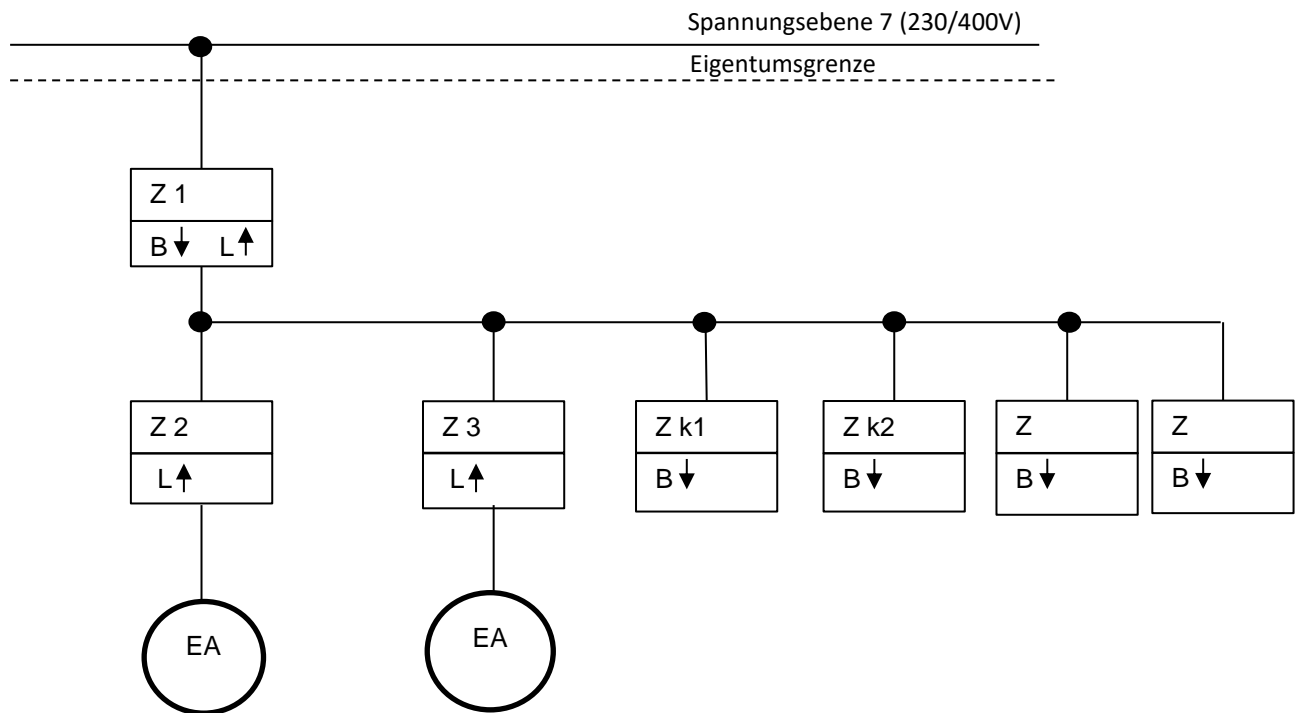 Spannungsebene 7 (230/400V)
Eigentumsgrenze
Z 1
B L
Z 2
Z 3
Z k1
Z k2
Z
Z
L
L
B
B
B
B
EA
EA